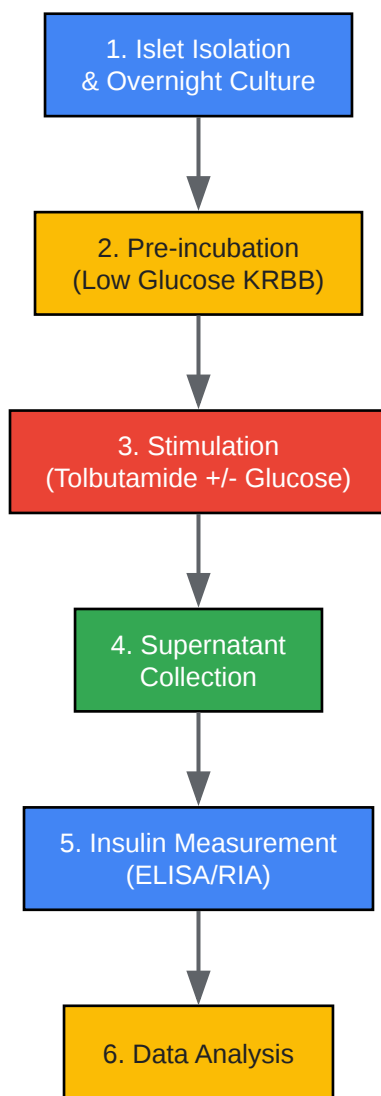 1. Islet Isolation
& Overnight Culture
2. Pre-incubation
(Low Glucose KRBB)
3. Stimulation
(Tolbutamide +/- Glucose)
4. Supernatant
Collection
5. Insulin Measurement
(ELISA/RIA)
6. Data Analysis